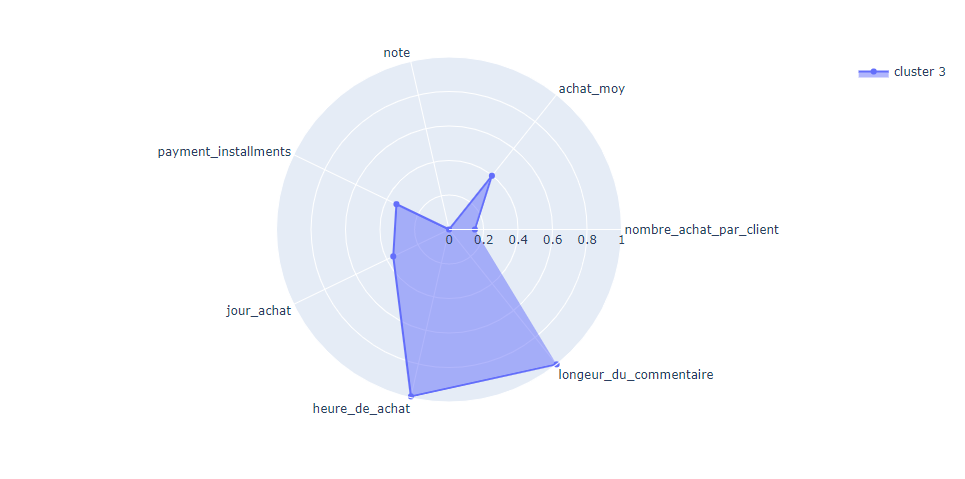 note
cluster 3
achat_moy
payment_installments
nombre_achat_par_client
0 0.2 0.4 0.6 0.8 1
jour_achat
longeur_du_commentaire
heure_de_achat